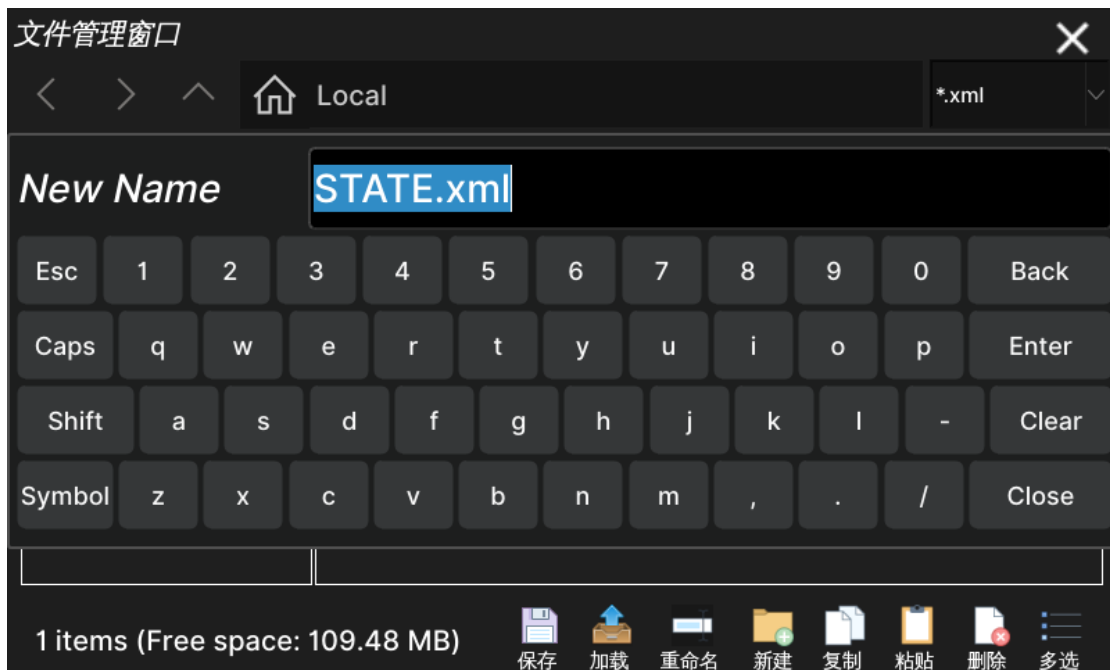 文件管理窗口
Local
*.xml
New Name
STATE.xml
Esc 1 2 3 4 5 6 7 8 9 0 Back
Caps q w e r t y u i o p Enter
Shift a s d f g h j k l - Clear
Symbol z x c v b n m , . / Close
1 items (Free space: 109.48 MB)
保存 加载 重命名 新建 复制 粘贴 删除 多选